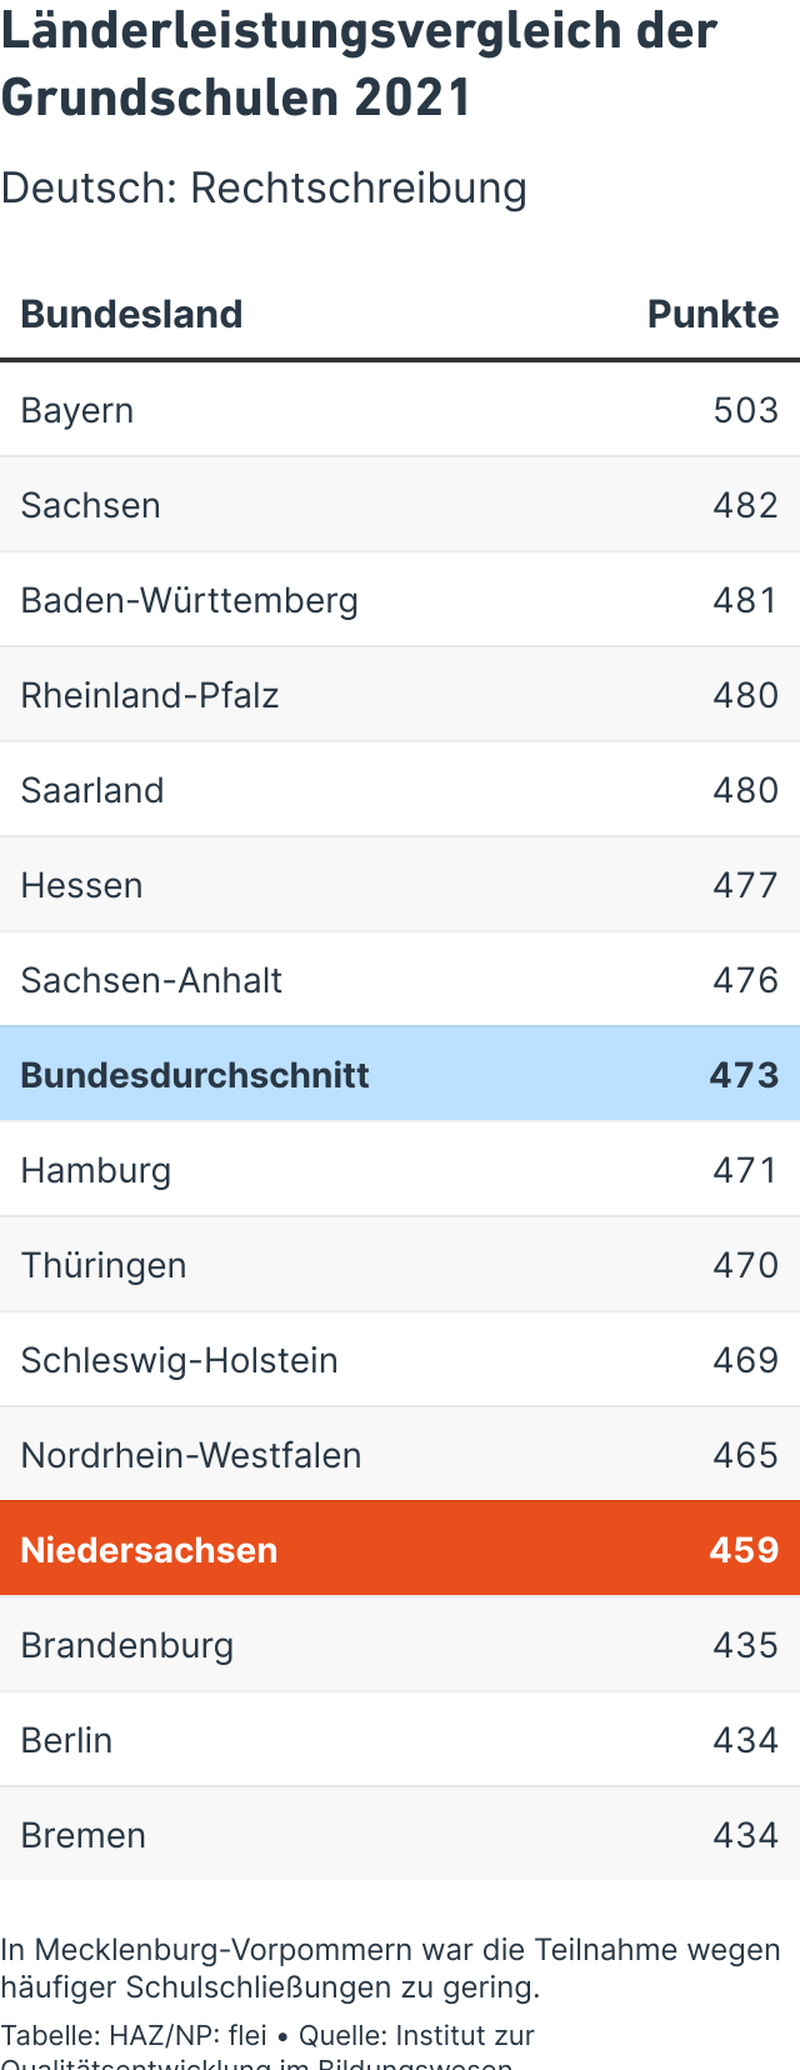 Länderleistungsvergleich der
Grundschulen 2021
Deutsch: Rechtschreibung
Bundesland Punkte
Bayern 503
Sachsen 482
Baden-Württemberg 481
Rheinland-Pfalz 480
Saarland 480
Hessen 477
Sachsen-Anhalt 476
Bundesdurchschnitt 473
Hamburg 471
Thüringen 470
Schleswig-Holstein 469
Nordrhein-Westfalen 465
Niedersachsen 459
Brandenburg 435
Berlin 434
Bremen 434
In Mecklenburg-Vorpommern war die Teilnahme wegen
häufiger Schulschließungen zu gering.
Tabelle: HAZ/NP: flei • Quelle: Institut zur
Qualitätsentwicklung im Bildungswesen